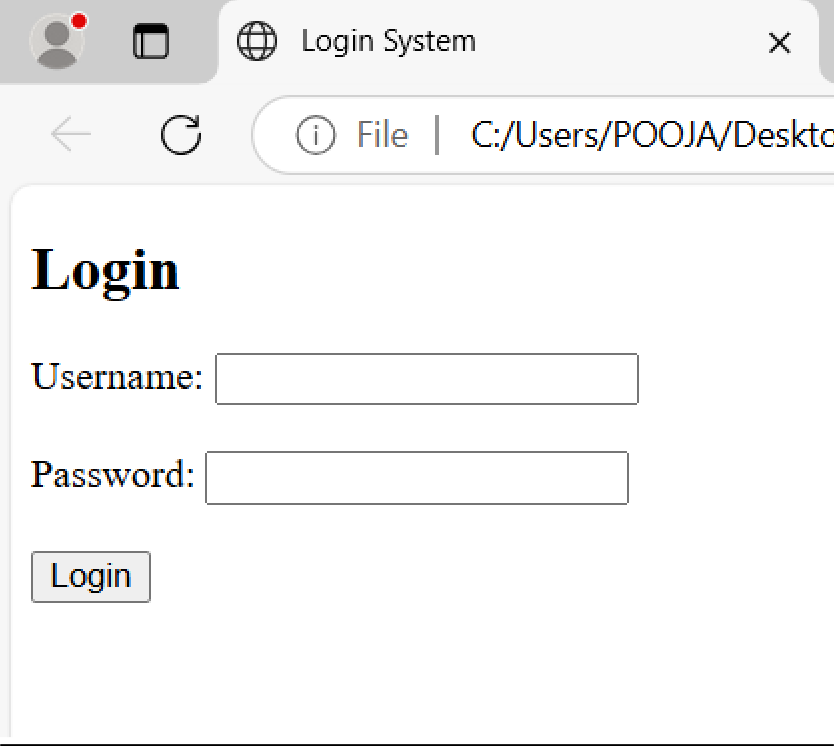 Login System
File | C:/Users/POOJA/Deskto
Login
Username:
Password:
Login